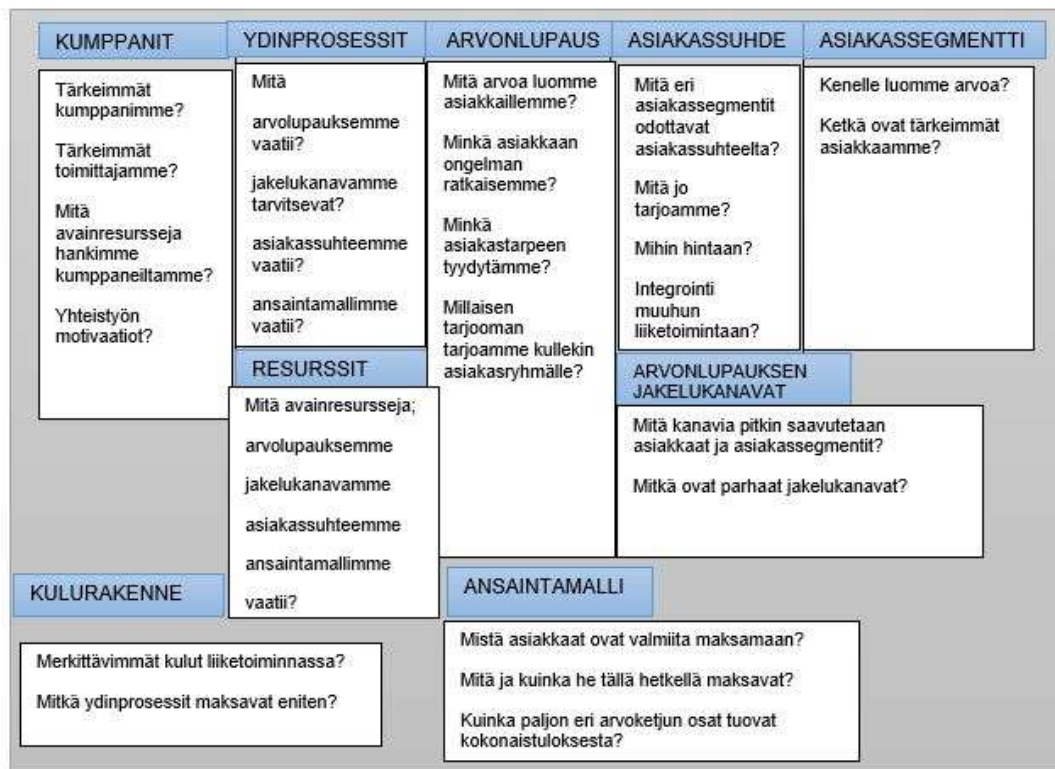 KUMPPANIT
Tärkeimmät
kumppanimme?
Tärkeimmät
toimittajamme?
Mitä
avainresursseja
hankimme
kumppaneiltamme?
Yhteistyön
motivaatiot?
YDINPROSESSIT
Mitä
arvolupauksemme
vaatii?
jakelukanavamme
tarvitsevat?
asiakassuhteemme
vaatii?
ansaintamallimme
vaatii?
RESURSSIT
Mitä avainresursseja;
arvolupauksemme
jakelukanavamme
asiakassuhteemme
ansaintamallimme
vaatii?
ARVONLUPAUS
Mitä arvoa luomme
asiakkaillemme?
Minkä asiakkaan
ongelman
ratkaisemme?
Minkä
asiakastarpeen
tyydytämme?
Millaisen
tarjooman
tarjoamme kullekin
asiakasryhmälle?
ASIAKASSUHDE
Mitä eri
asiakassegmentit
odottavat
asiakassuhteelta?
Mitä jo
tarjoamme?
Mihin hintaan?
Integrointi
muuhun
liiketoimintaan?
ASIAKASSEGMENTTI
Kenelle luomme arvoa?
Ketkä ovat tärkeimmät
asiakkaamme?
ARVONLUPAUKSEN
JAKELUKANAVAT
Mitä kanavia pitkin saavutetaan
asiakkaat ja asiakassegmentit?
Mitkä ovat parhaat jakelukanavat?
KULURAKENNE
Merkittävimmät kulut liiketoiminnassa?
Mitkä ydinprosessit maksavat eniten?
ANSAINTAMALLI
Mistä asiakkaat ovat valmiita maksamaan?
Mitä ja kuinka he tällä hetkellä maksavat?
Kuinka paljon eri arvoketjun osat tuovat
kokonaistuloksesta?